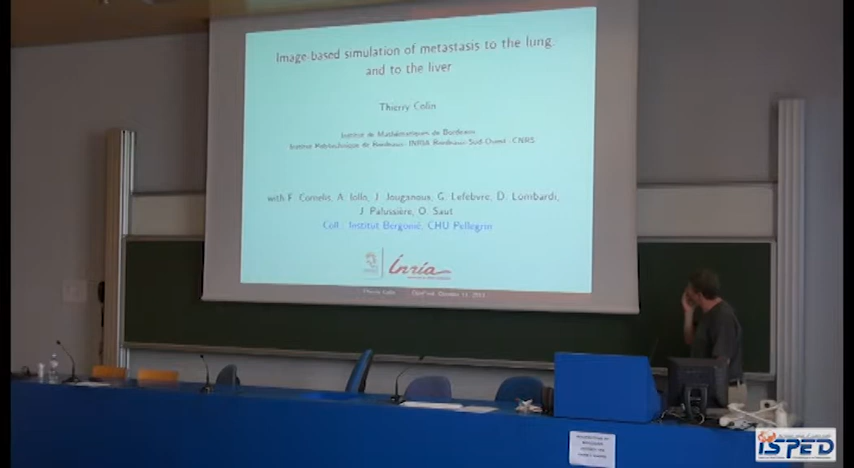 Image-based simulation of metastasis to the lung
and to the liver
Thierry Colin
Institut de Mathématiques de Bordeaux
Institut Polytechnique de Bordeaux, INRIA Bordeaux Sud-Ouest, CNRS
with F. Cornelis, A. Iollo, J. Jouganous, G. Lefebvre, D. Lombardi,
J. Palussière, O. Saut
Coll : Institut Bergonié, CHU Pellegrin
Inria
Thierry Colin
ISPED